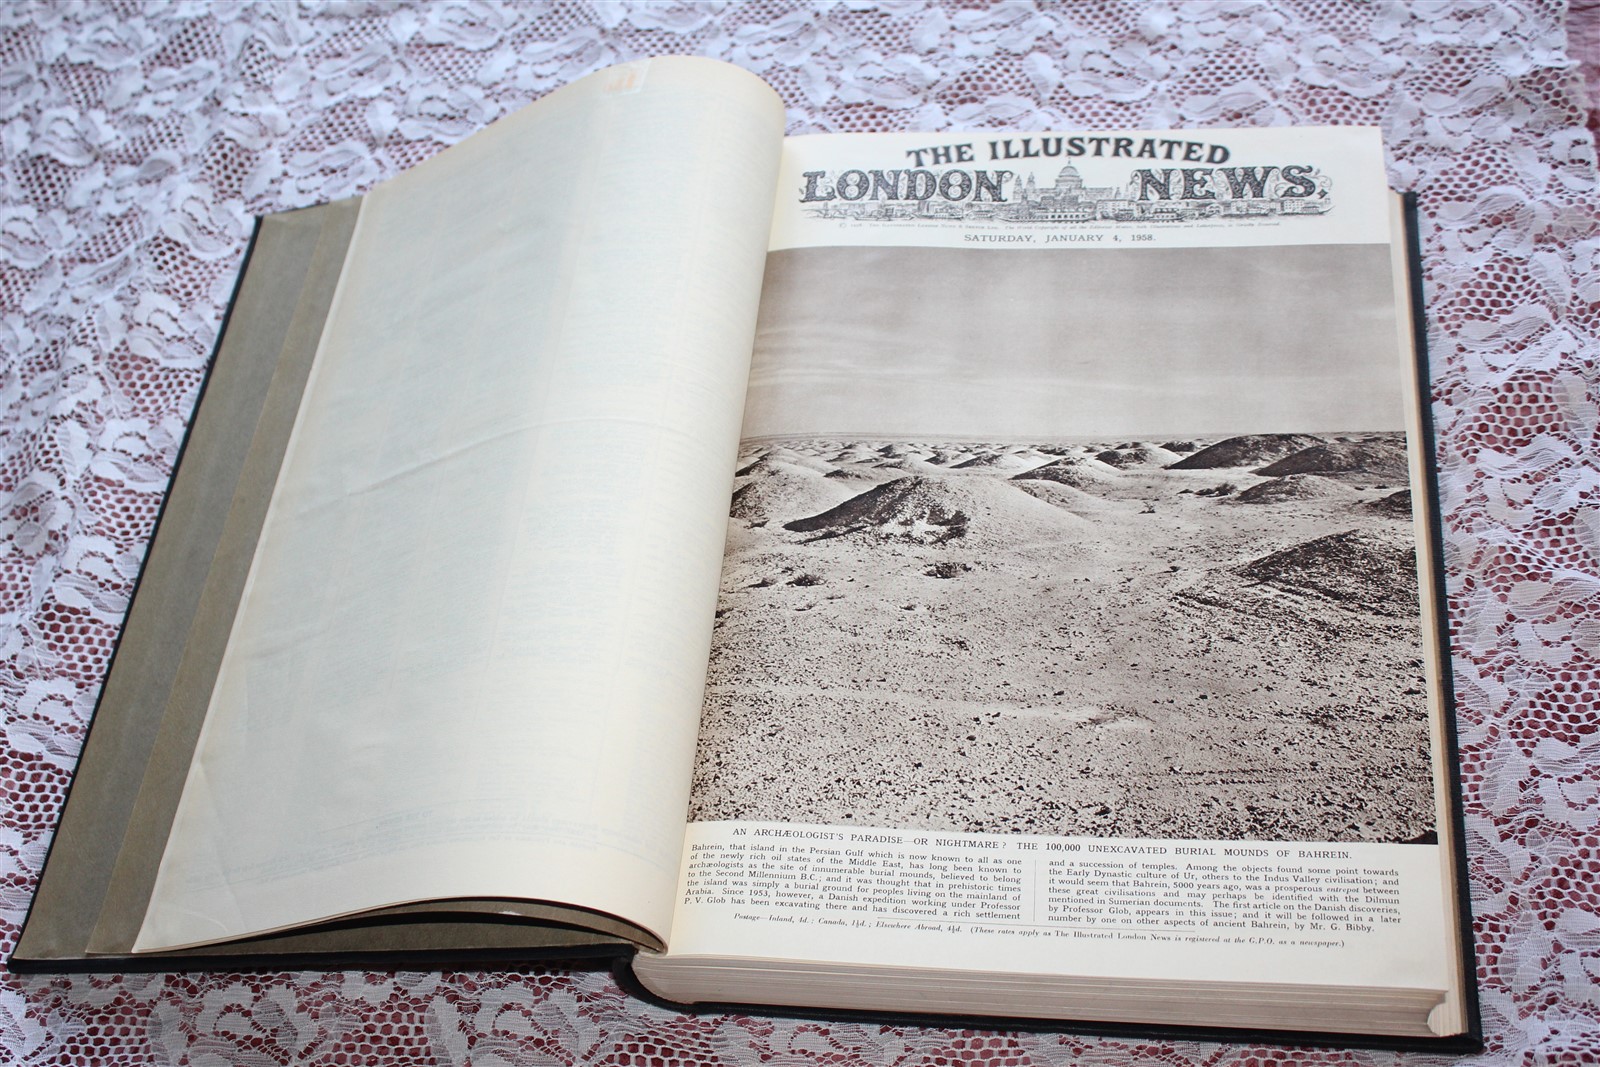 THE ILLUSTRATED
LONDON NEWS.
SATURDAY, JANUARY 4, 1958.
AN ARCHÆOLOGIST'S PARADISE—OR NIGHTMARE? THE 100,000 UNEXCAVATED BURIAL MOUNDS OF BAHREIN.
Bahrein, that island in the Persian Gulf which is now known to all as one
of the newly rich oil states of the Middle East, has long been known to
archæologists as the site of innumerable burial mounds, believed to belong
to the Second Millennium B.C.; and it was thought that in prehistoric times
the island was simply a burial ground for peoples living on the mainland of
Arabia. Since 1953, however, a Danish expedition working under Professor
P. V. Glob has been excavating there and has discovered a rich settlement
and a succession of temples. Among the objects found some point towards
the Early Dynastic culture of Ur, others to the Indus Valley civilisation; and
it would seem that Bahrein, 5000 years ago, was a prosperous entrepot between
these great civilisations and may perhaps be identified with the Dilmun
mentioned in Sumerian documents. The first article on the Danish discoveries,
by Professor Glob, appears in this issue; and it will be followed in a later
number by one on other aspects of ancient Bahrein, by Mr. G. Bibby.
Postage—Inland, 4d.; Canada, 1½d.; Elsewhere Abroad, 4½d. (These rates apply as The Illustrated London News is registered at the G.P.O. as a newspaper.)